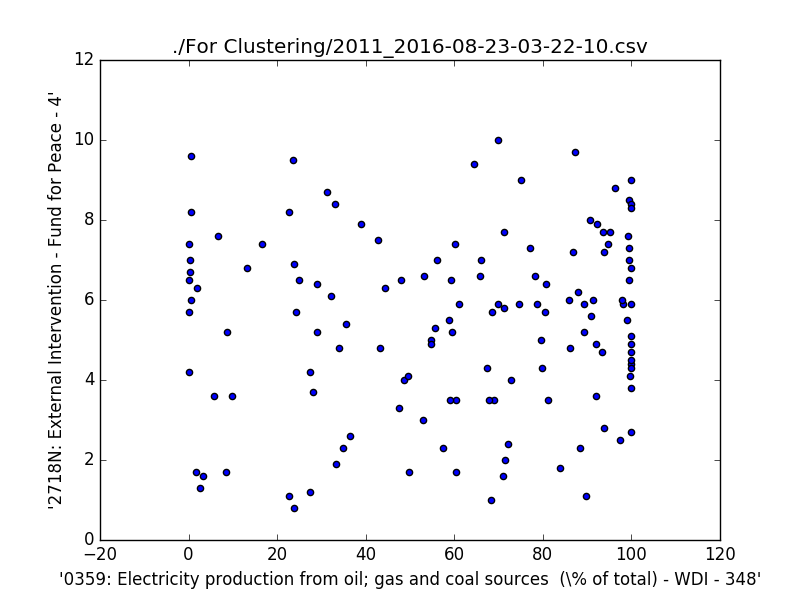 ./For Clustering/2011_2016-08-23-03-22-10.csv
'2718N: External Intervention - Fund for Peace - 4'
12
10
8
6
4
2
0
−20 0 20 40 60 80 100 120
'0359: Electricity production from oil; gas and coal sources  (\% of total) - WDI - 348'